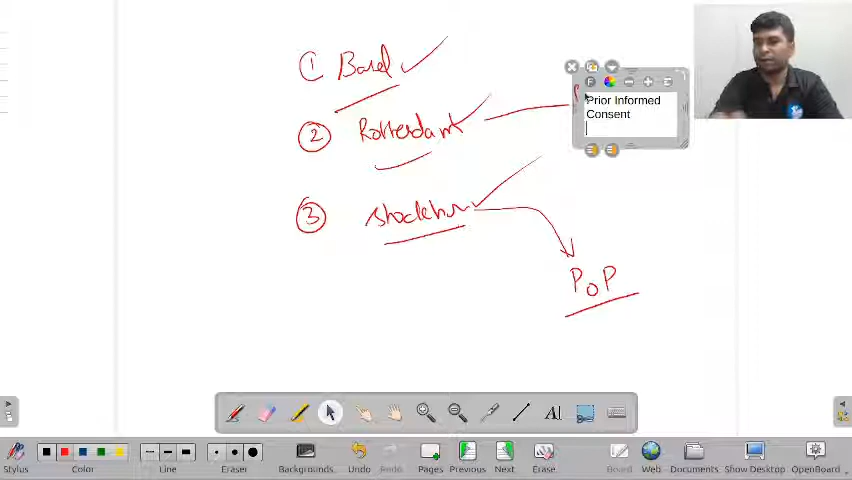 ① Basel
② Rotterdam
Prior Informed
Consent
③ Stockhom
POP
Stylus
Color
Line
Eraser
Backgrounds
Undo
Redo
Pages
Previous
Next
Erase
Board
Web
Documents
Show Desktop
OpenBoard